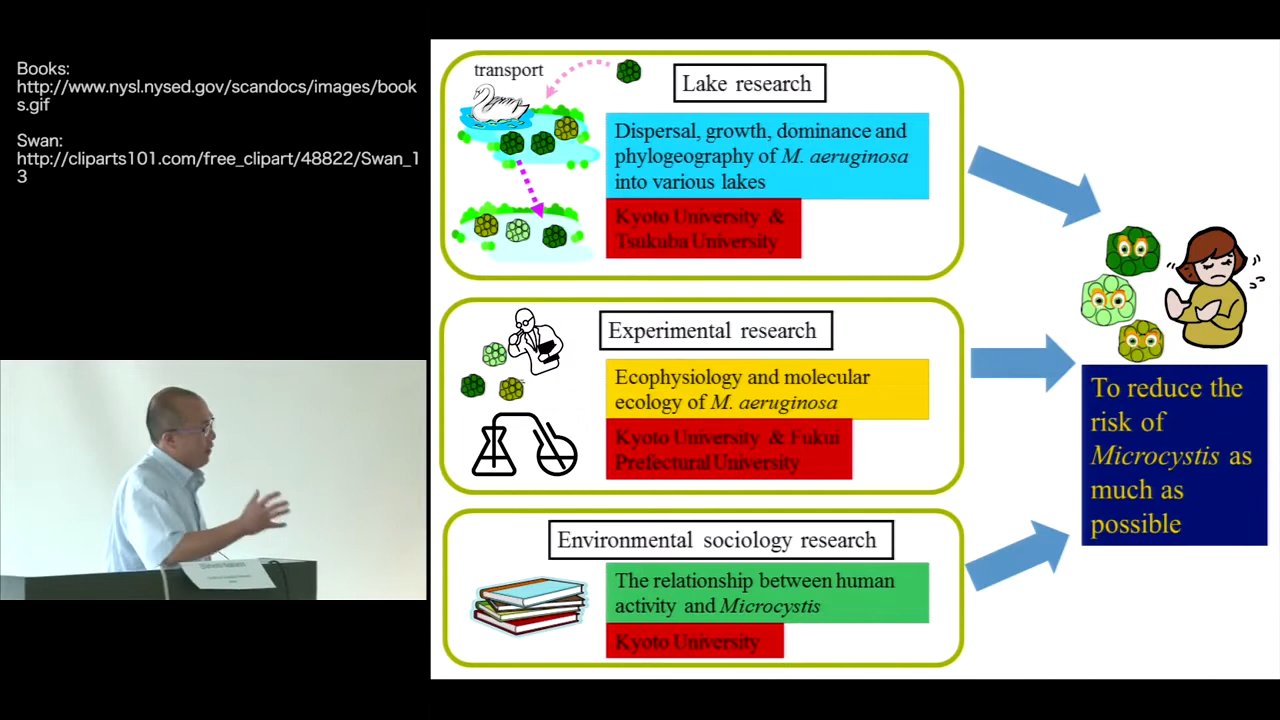 Books:
http://www.nysl.nysed.gov/scandocs/images/book
s.gif
Swan:
http://cliparts101.com/free_clipart/48822/Swan_1
3
transport
Lake research
Dispersal, growth, dominance and
phylogeography of M. aeruginosa
into various lakes
Kyoto University &
Tsukuba University
Experimental research
Ecophysiology and molecular
ecology of M. aeruginosa
Kyoto University & Fukui
Prefectural University
Environmental sociology research
The relationship between human
activity and Microcystis
Kyoto University
To reduce the
risk of
Microcystis as
much as
possible